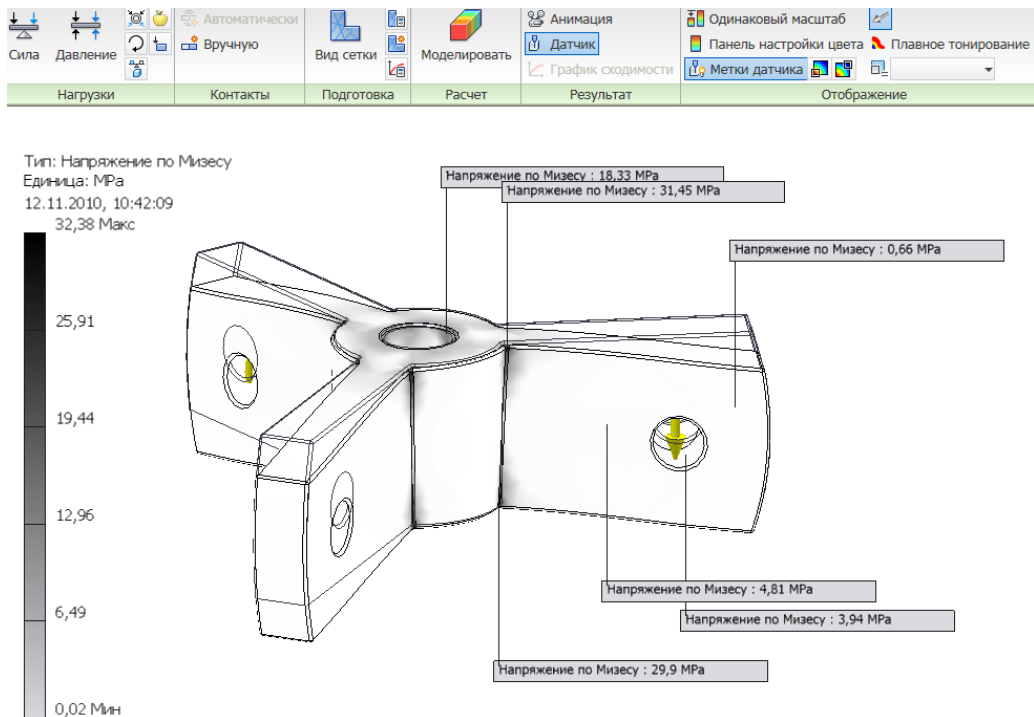 Автоматически
Анимация
Одинаковый масштаб
Сила
Давление
Вручную
Вид сетки
Моделировать
Датчик
Панель настройки цвета
Плавное тонирование
График сходимости
Метки датчика
Нагрузки
Контакты
Подготовка
Расчет
Результат
Отображение
Тип: Напряжение по Мизесу
Единица: MPa
12.11.2010, 10:42:09
32,38 Макс
25,91
19,44
12,96
6,49
0,02 Мин
Напряжение по Мизесу : 18,33 MPa
Напряжение по Мизесу : 31,45 MPa
Напряжение по Мизесу : 0,66 MPa
Напряжение по Мизесу : 4,81 MPa
Напряжение по Мизесу : 3,94 MPa
Напряжение по Мизесу : 29,9 MPa